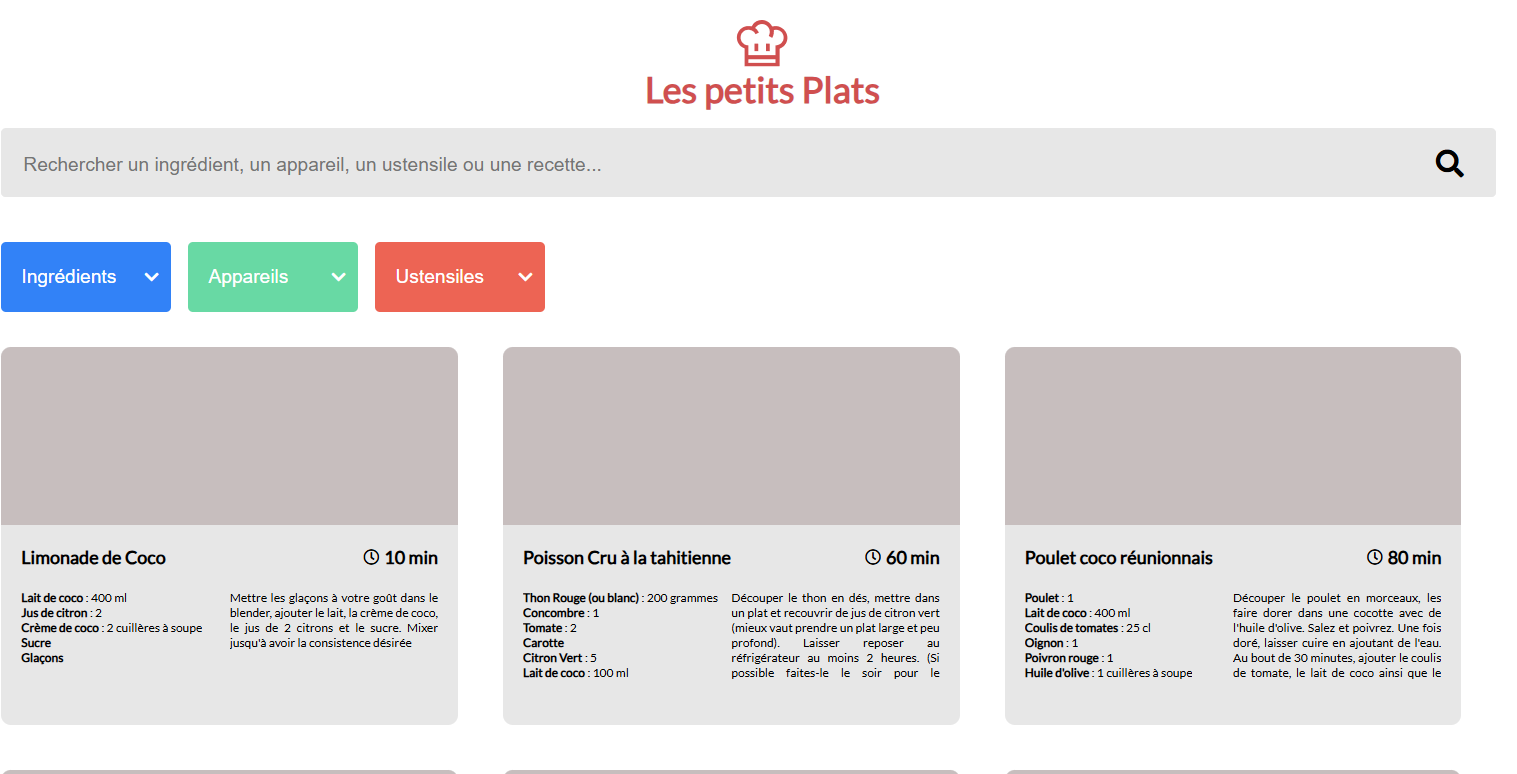 Les petits Plats
Rechercher un ingrédient, un appareil, un ustensile ou une recette...
Ingrédients
Appareils
Ustensiles
Limonade de Coco
10 min
Lait de coco : 400 ml
Jus de citron : 2
Crème de coco : 2 cuillères à soupe
Sucre
Glaçons
Mettre les glaçons à votre goût dans le
blender, ajouter le lait, la crème de coco,
le jus de 2 citrons et le sucre. Mixer
jusqu'à avoir la consistence désirée
Poisson Cru à la tahitienne
60 min
Thon Rouge (ou blanc) : 200 grammes
Concombre : 1
Tomate : 2
Carotte
Citron Vert : 5
Lait de coco : 100 ml
Découper le thon en dés, mettre dans
un plat et recouvrir de jus de citron vert
(mieux vaut prendre un plat large et peu
profond). Laisser reposer au
réfrigérateur au moins 2 heures. (Si
possible faites-le le soir pour le
Poulet coco réunionnais
80 min
Poulet : 1
Lait de coco : 400 ml
Coulis de tomates : 25 cl
Oignon : 1
Poivron rouge : 1
Huile d'olive : 1 cuillères à soupe
Découper le poulet en morceaux, les
faire dorer dans une cocotte avec de
l'huile d'olive. Salez et poivrez. Une fois
doré, laisser cuire en ajoutant de l'eau.
Au bout de 30 minutes, ajouter le coulis
de tomate, le lait de coco ainsi que le